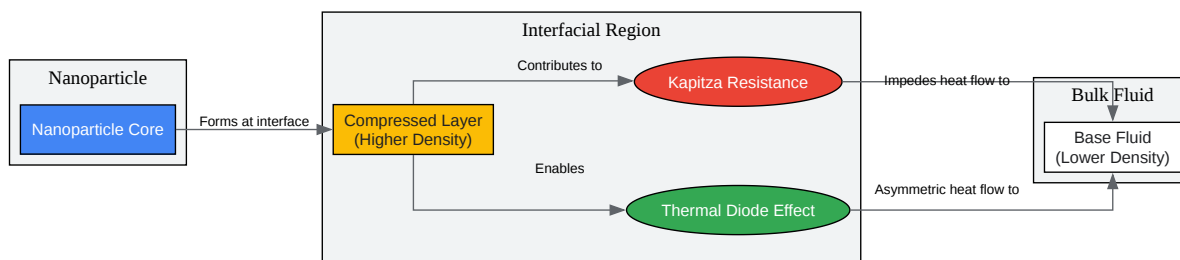 Interfacial Region
Nanoparticle
Nanoparticle Core
Forms at interface
Compressed Layer
(Higher Density)
Contributes to
Kapitza Resistance
Enables
Thermal Diode Effect
Impedes heat flow to
Asymmetric heat flow to
Bulk Fluid
Base Fluid
(Lower Density)